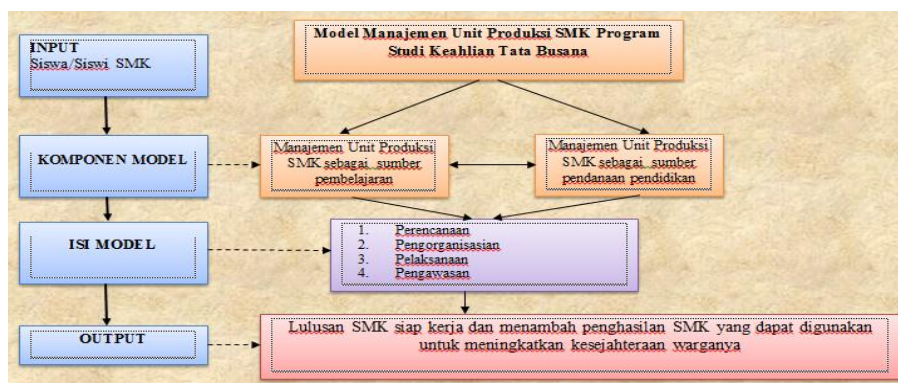 Model Manajemen Unit Produksi SMK Program
Studi Keahlian Tata Busana
INPUT
Siswa/Siswi SMK
KOMPONEN MODEL
Manajemen Unit Produksi
SMK sebagai sumber
pembelajaran
Manajemen Unit Produksi
SMK sebagai sumber
pendanaan pendidikan
ISI MODEL
1. Perencanaan
2. Pengorganisasian
3. Pelaksanaan
4. Pengawasan
OUTPUT
Lulusan SMK siap kerja dan menambah penghasilan SMK yang dapat digunakan
untuk meningkatkan kesejahteraan warganya